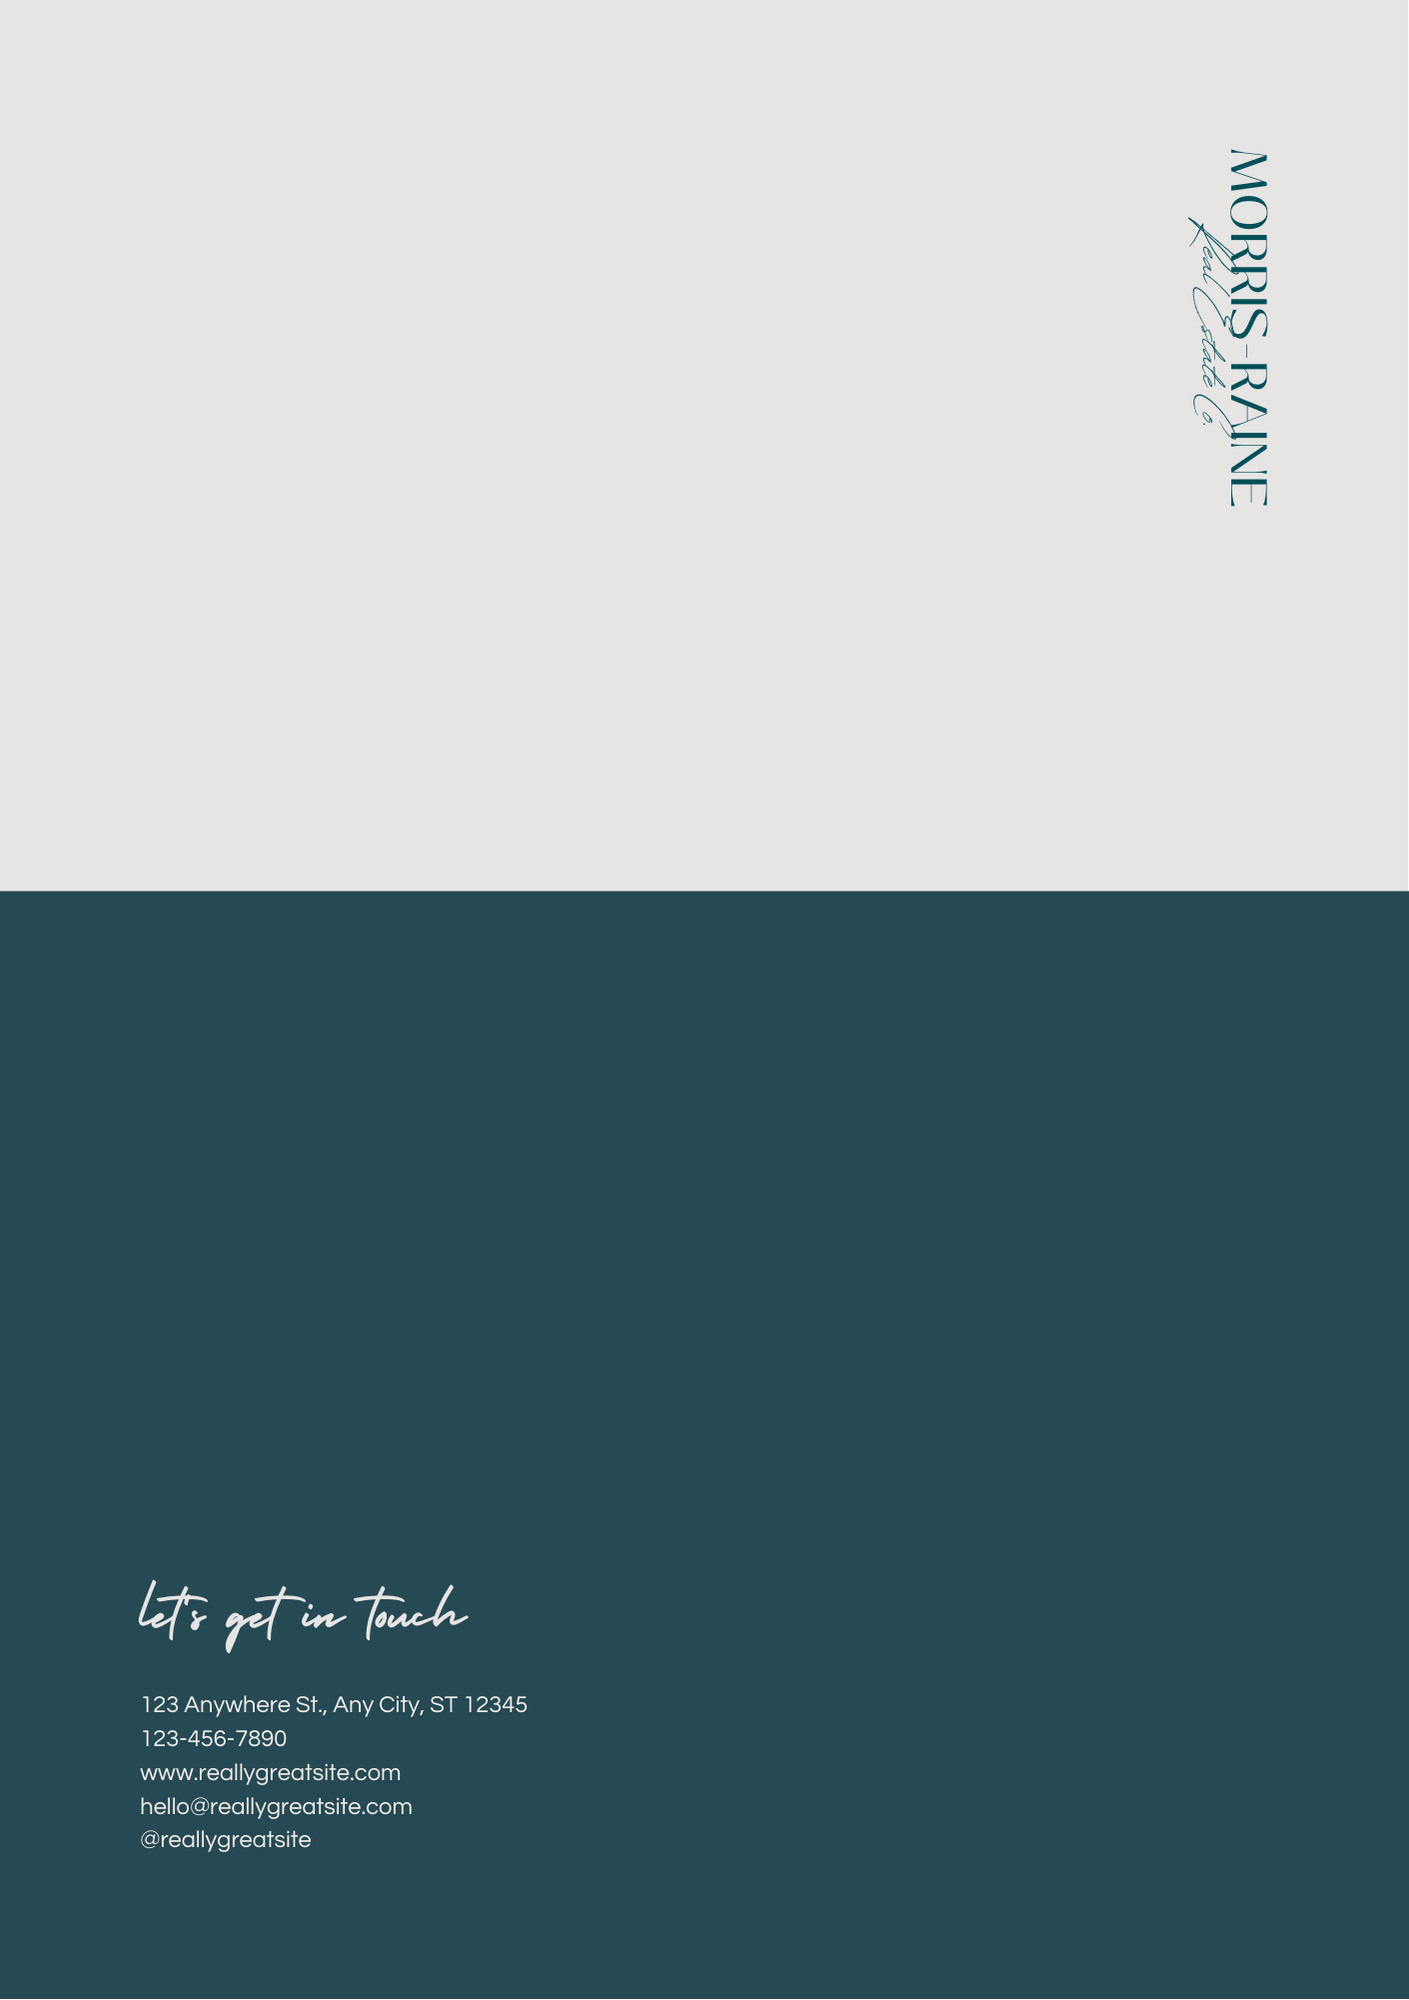 MORRIS-RAINE
Real Estate Co.
let's get in touch
123 Anywhere St., Any City, ST 12345
123-456-7890
www.reallygreatsite.com
hello@reallygreatsite.com
@reallygreatsite